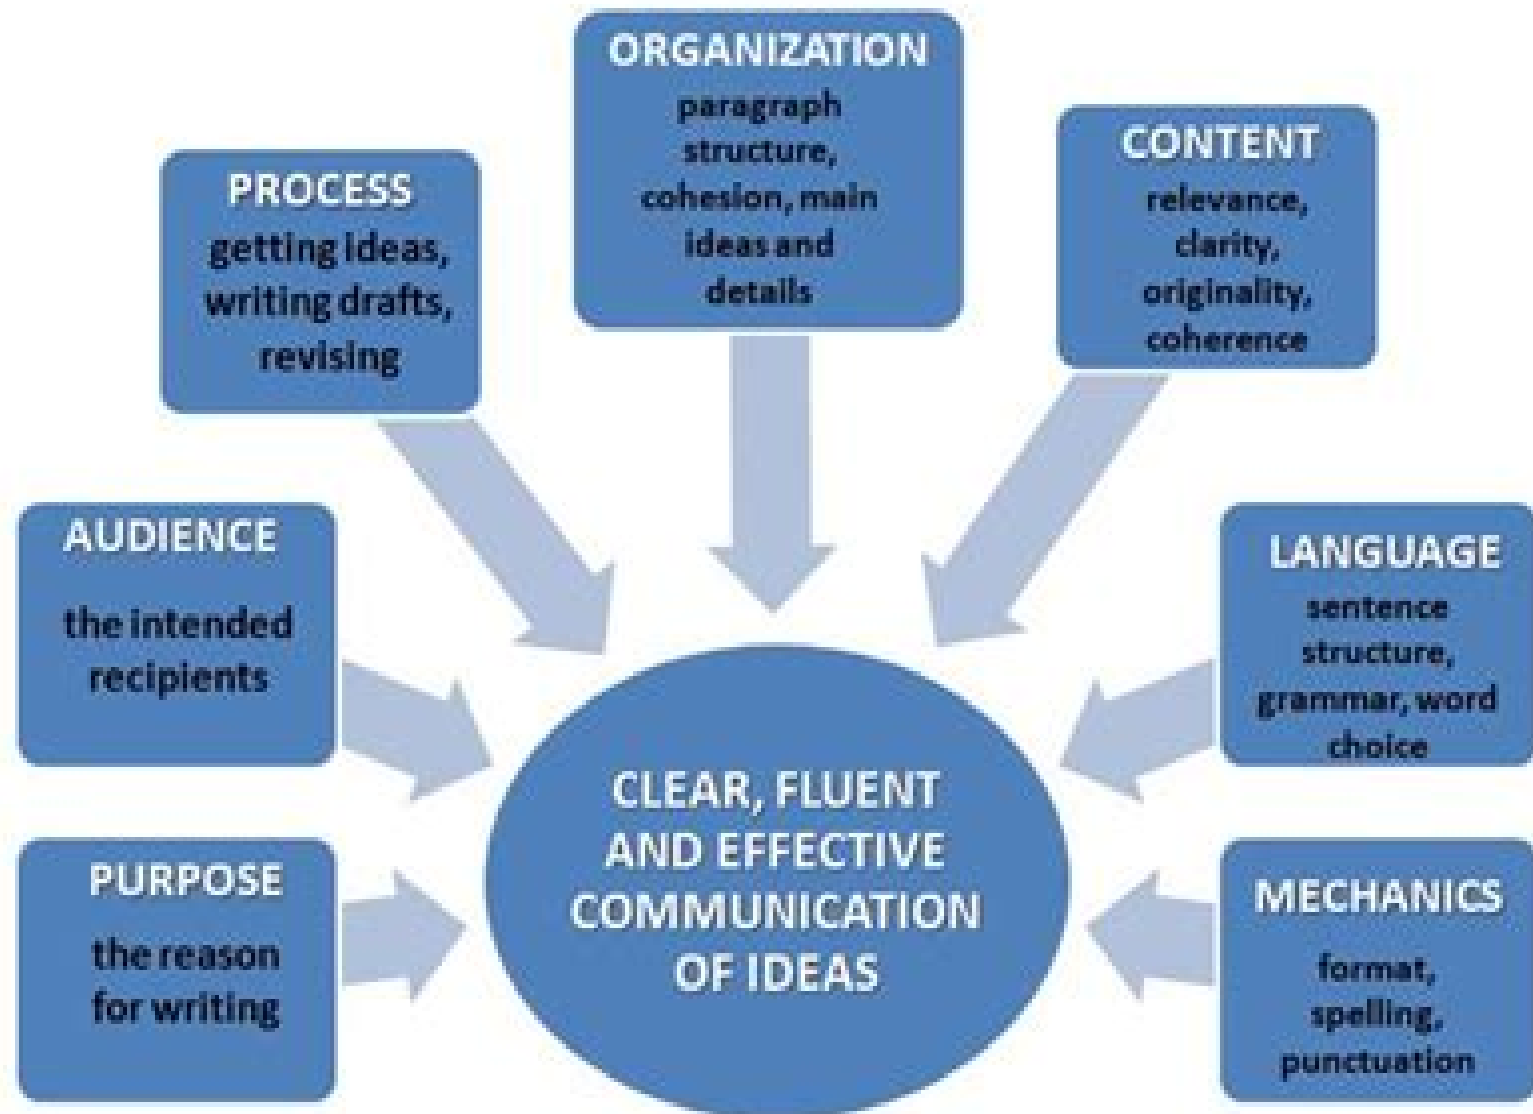 ORGANIZATION
paragraph
structure,
cohesion, main
ideas and
details
CONTENT
relevance,
clarity,
originality,
coherence
PROCESS
getting ideas,
writing drafts,
revising
AUDIENCE
the intended
recipients
LANGUAGE
sentence
structure,
grammar, word
choice
PURPOSE
the reason
for writing
CLEAR, FLUENT
AND EFFECTIVE
COMMUNICATION
OF IDEAS
MECHANICS
format,
spelling,
punctuation